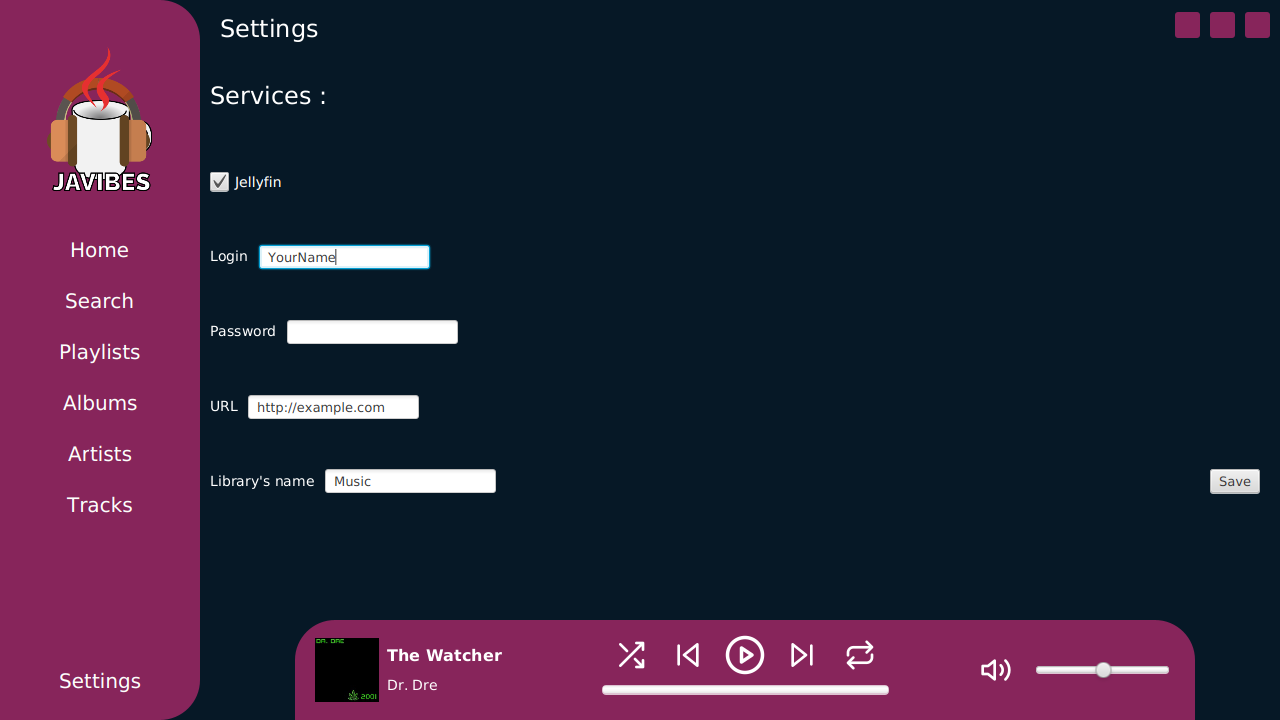 Settings
Services :
JAVIBES
Jellyfin
Home
Login YourName
Search
Password
Playlists
Albums
URL http://example.com
Artists
Library's name Music
Save
Tracks
Settings
DR. DRE
2001
The Watcher
Dr. Dre